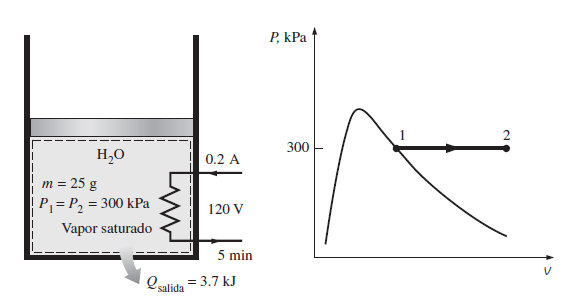 H₂O
m = 25 g
P₁ = P₂ = 300 kPa
Vapor saturado
0.2 A
120 V
5 min
Qsalida = 3.7 kJ
P, kPa
300
1
2
v